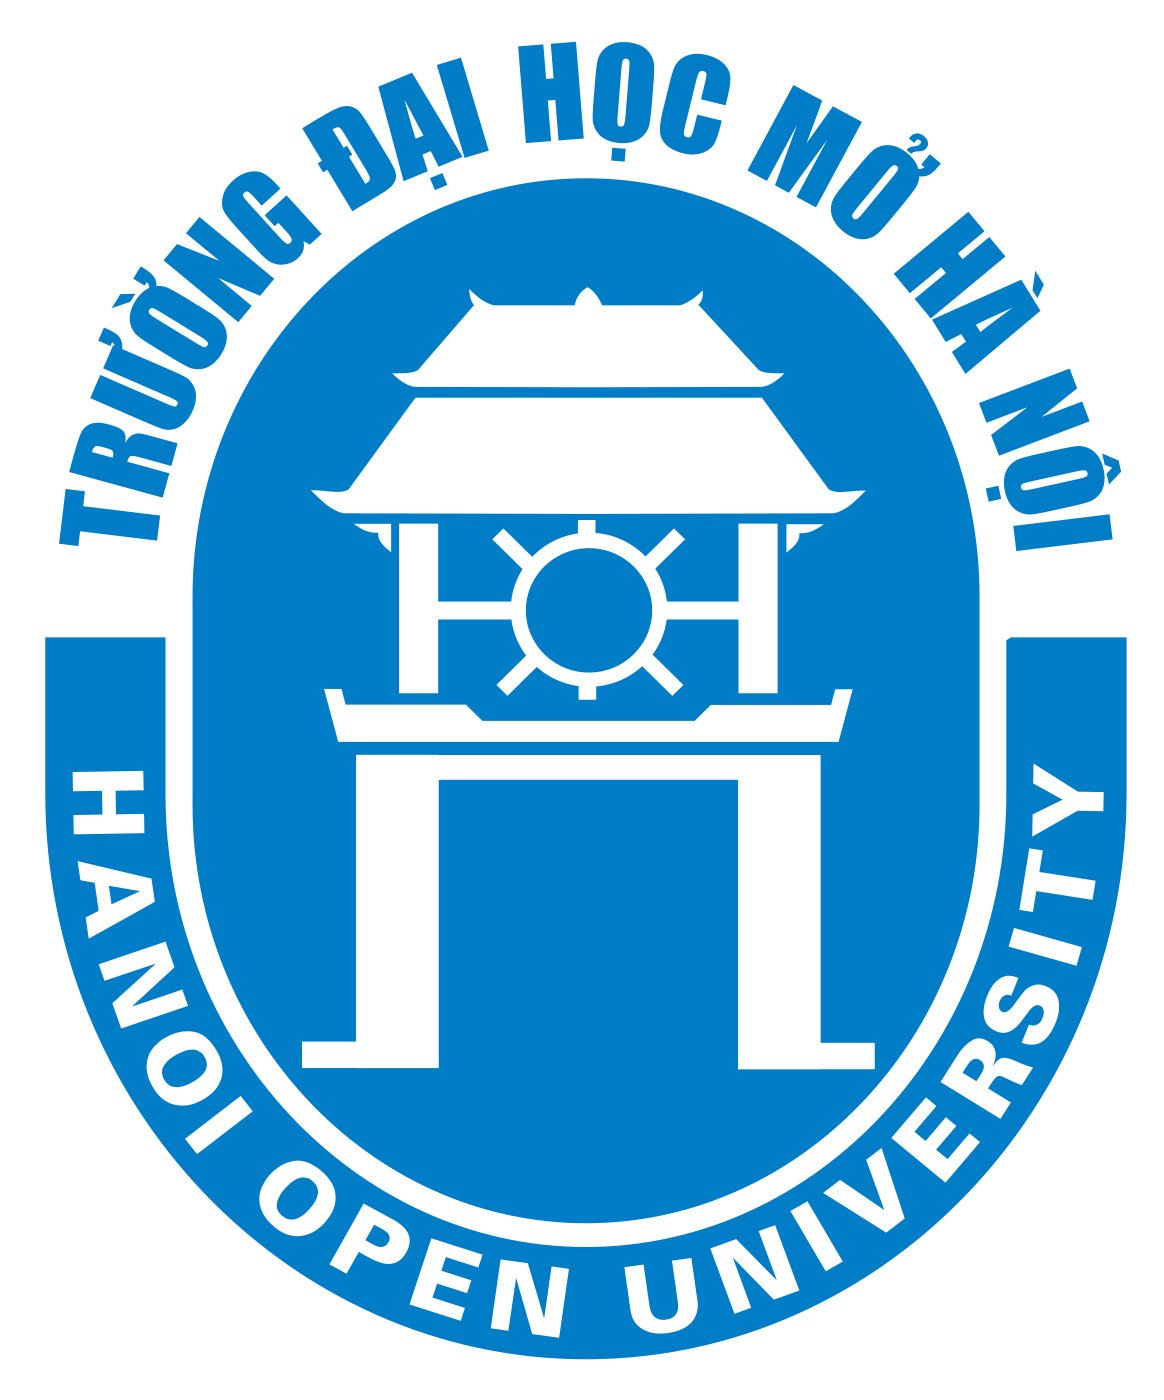 TRƯỜNG ĐẠI HỌC MỞ HÀ NỘI
HANOI OPEN UNIVERSITY